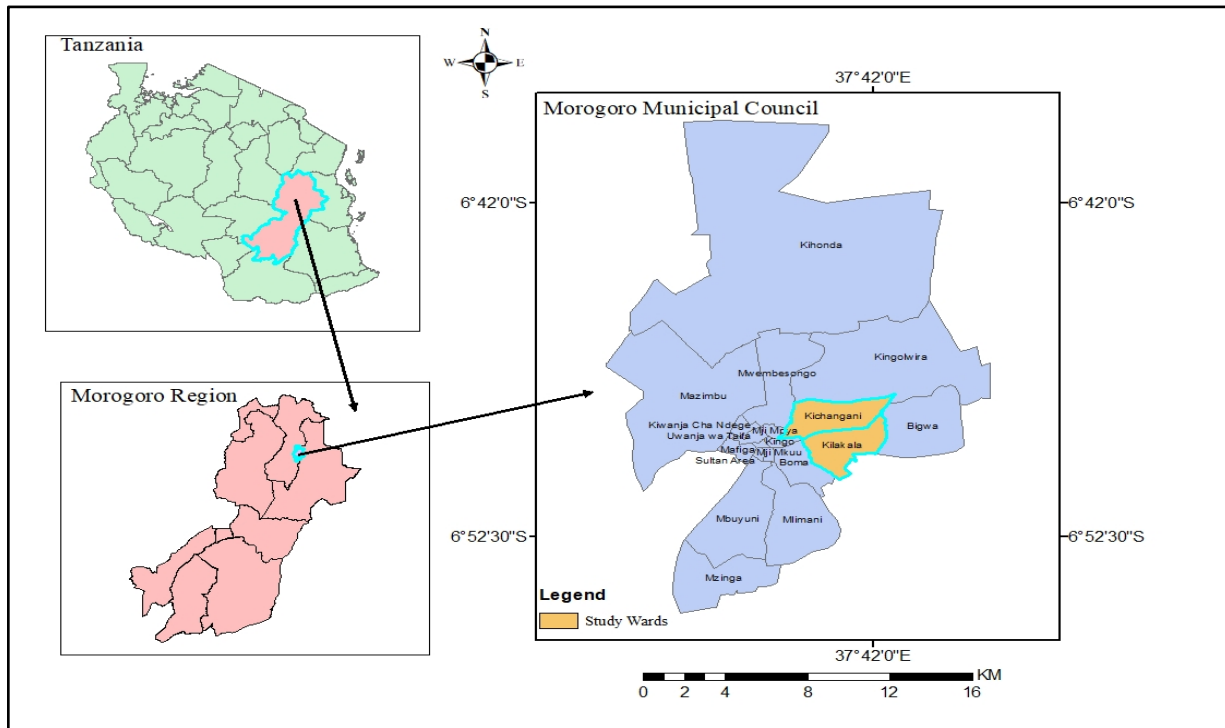 Tanzania
N
W E
S
37°42'0"E
Morogoro Municipal Council
6°42'0"S
6°42'0"S
Kihonda
Kingolwira
Mwembesongo
Mazimbu
Kichangani
Kiwanja Cha Ndege
Mji Mpya
Bigwa
Uwanja wa Taifa
Kingo
Kilakala
Mafiga
Mji Mkuu
Sultan Area
Boma
Mbuyuni
Mlimani
6°52'30"S
6°52'30"S
Mzinga
Legend
Study Wards
37°42'0"E
Morogoro Region
KM
0 2 4 8 12 16